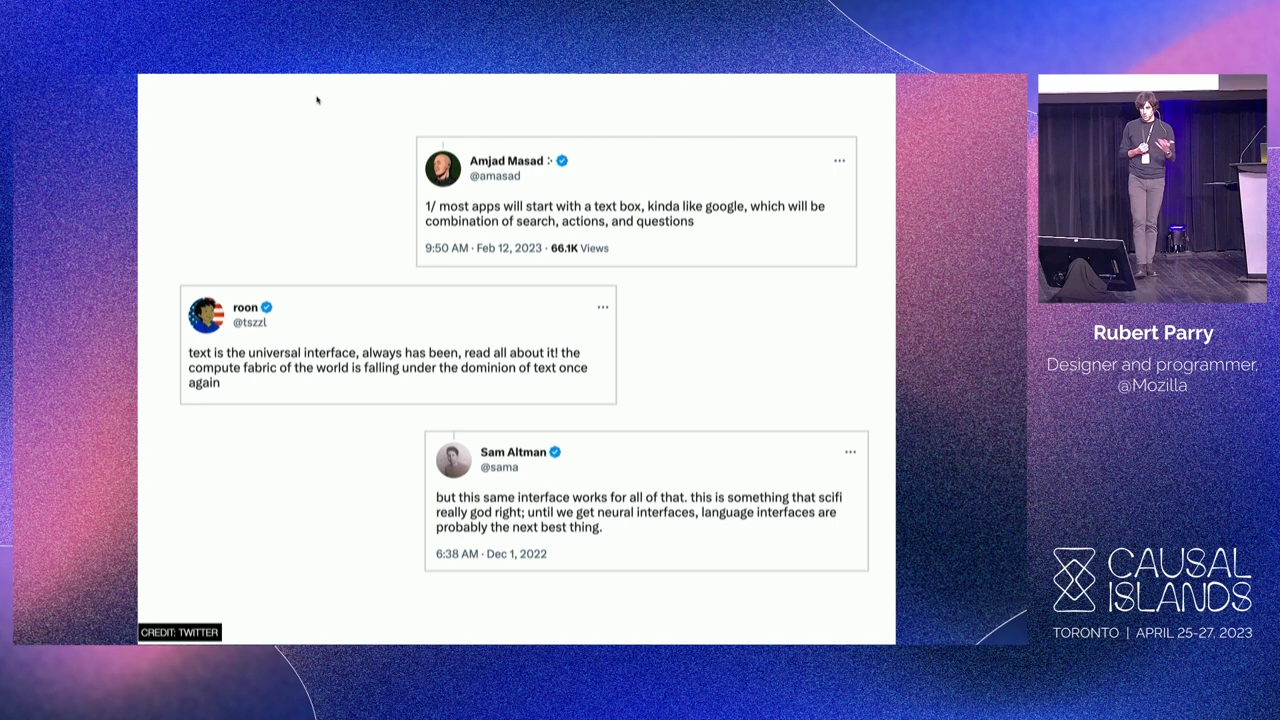 Amjad Masad
@amasad
1/ most apps will start with a text box, kinda like google, which will be
combination of search, actions, and questions
9:50 AM · Feb 12, 2023 · 66.1K Views
roon
@tszzl
text is the universal interface, always has been, read all about it! the
compute fabric of the world is falling under the dominion of text once
again
Sam Altman
@sama
but this same interface works for all of that. this is something that scifi
really god right; until we get neural interfaces, language interfaces are
probably the next best thing.
6:38 AM · Dec 1, 2022
CREDIT: TWITTER
Rubert Parry
Designer and programmer,
@Mozilla
CAUSAL
ISLANDS
TORONTO | APRIL 25-27, 2023